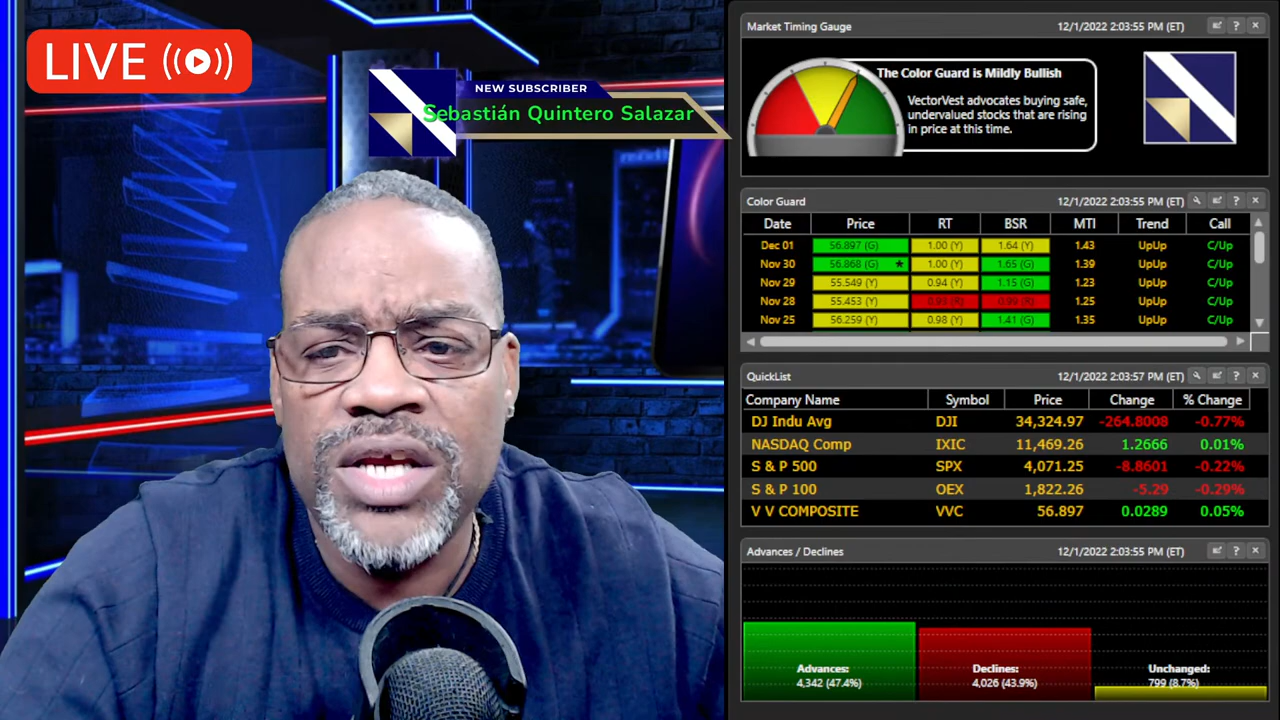 LIVE
NEW SUBSCRIBER
Sebastián Quintero Salazar
Market Timing Gauge 12/1/2022 2:03:55 PM (ET)
The Color Guard is Mildly Bullish
VectorVest advocates buying safe,
undervalued stocks that are rising
in price at this time.
Color Guard 12/1/2022 2:03:55 PM (ET)
Date Price RT BSR MTI Trend Call
Dec 01 56.897 (G) 1.00 (Y) 1.64 (Y) 1.43 UpUp C/Up
Nov 30 56.868 (G) ★ 1.00 (Y) 1.65 (G) 1.39 UpUp C/Up
Nov 29 55.549 (Y) 0.94 (Y) 1.15 (G) 1.23 UpUp C/Up
Nov 28 55.453 (Y) 0.93 (R) 0.99 (R) 1.25 UpUp C/Up
Nov 25 56.259 (Y) 0.98 (Y) 1.41 (G) 1.35 UpUp C/Up
QuickList 12/1/2022 2:03:57 PM (ET)
Company Name Symbol Price Change % Change
DJ Indu Avg DJI 34,324.97 -264.8008 -0.77%
NASDAQ Comp IXIC 11,469.26 1.2666 0.01%
S & P 500 SPX 4,071.25 -8.8601 -0.22%
S & P 100 OEX 1,822.26 -5.29 -0.29%
V V COMPOSITE VVC 56.897 0.0289 0.05%
Advances / Declines 12/1/2022 2:03:55 PM (ET)
Advances: Declines: Unchanged:
4,342 (47.4%) 4,026 (43.9%) 799 (8.7%)